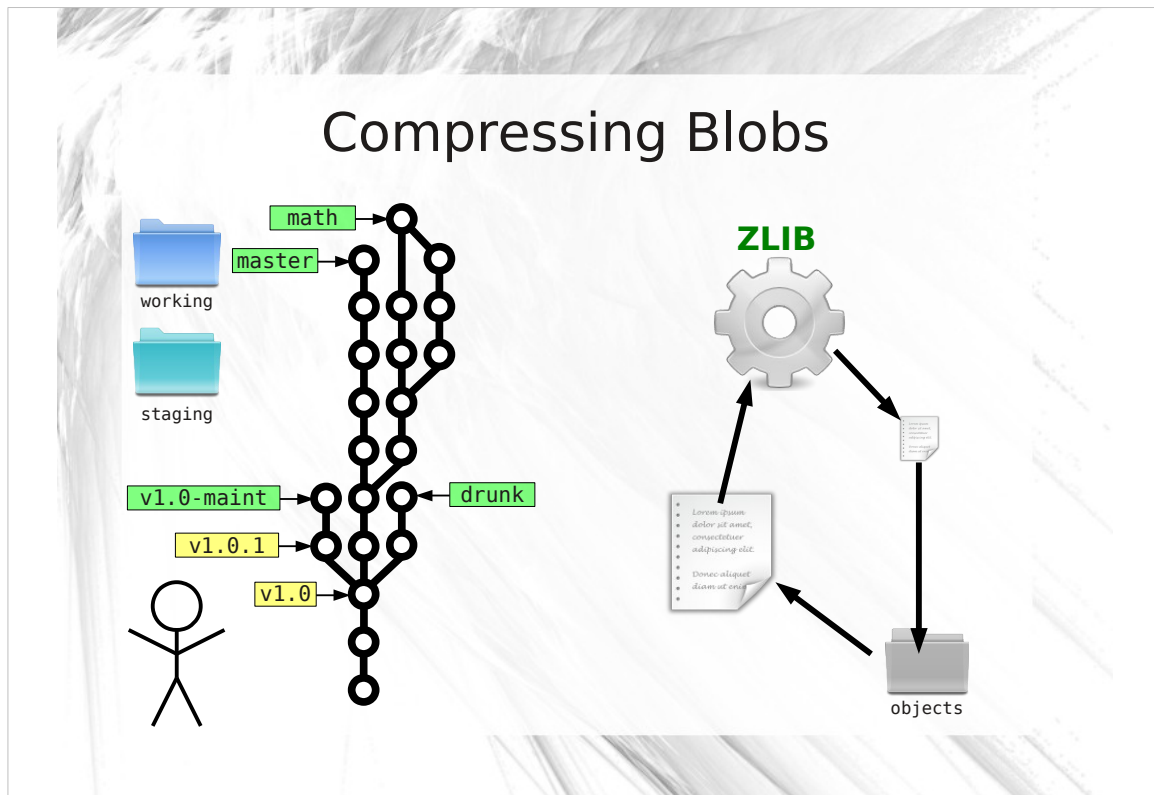 Compressing Blobs
math
master
working
staging
v1.0-maint
drunk
v1.0.1
v1.0
ZLIB
Lorem ipsum
dolor sit amet,
consectetuer
adipiscing elit.
Donec aliquet
diam ut enim
objects